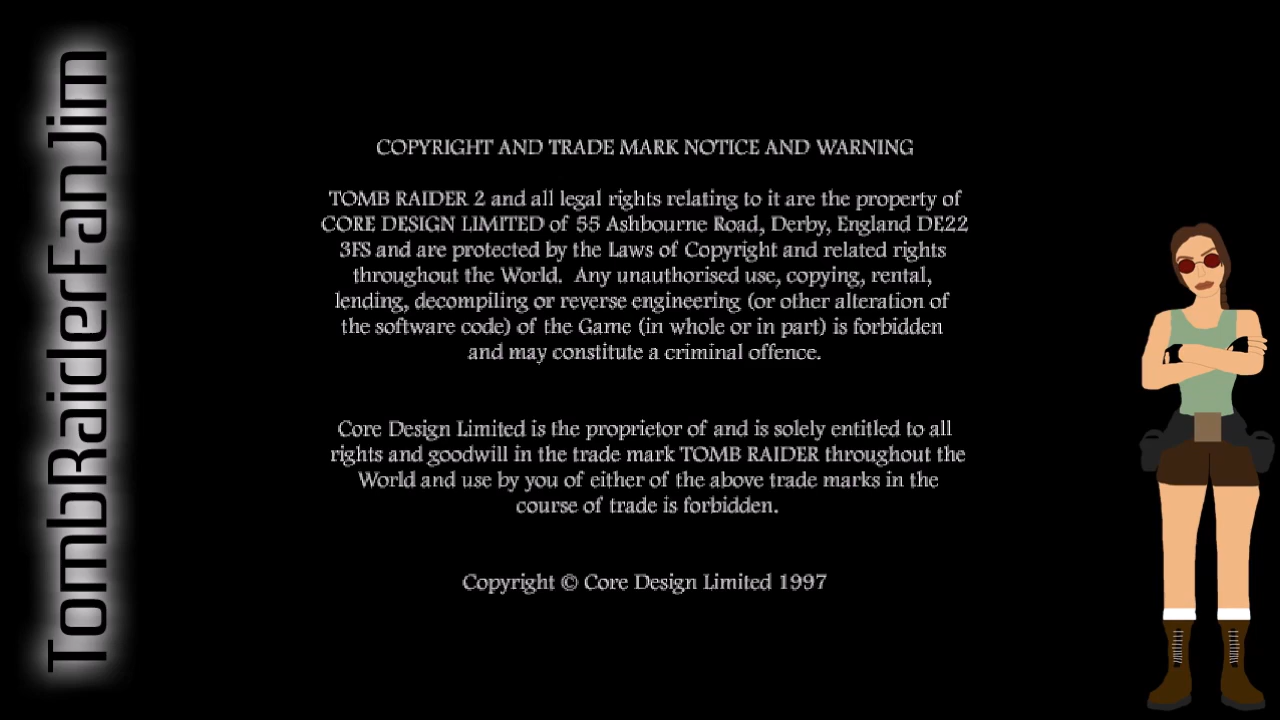 TombRaiderFanJim
COPYRIGHT AND TRADE MARK NOTICE AND WARNING
TOMB RAIDER 2 and all legal rights relating to it are the property of
CORE DESIGN LIMITED of 55 Ashbourne Road, Derby, England DE22
3FS and are protected by the Laws of Copyright and related rights
throughout the World.  Any unauthorised use, copying, rental,
lending, decompiling or reverse engineering (or other alteration of
the software code) of the Game (in whole or in part) is forbidden
and may constitute a criminal offence.
Core Design Limited is the proprietor of and is solely entitled to all
rights and goodwill in the trade mark TOMB RAIDER throughout the
World and use by you of either of the above trade marks in the
course of trade is forbidden.
Copyright © Core Design Limited 1997